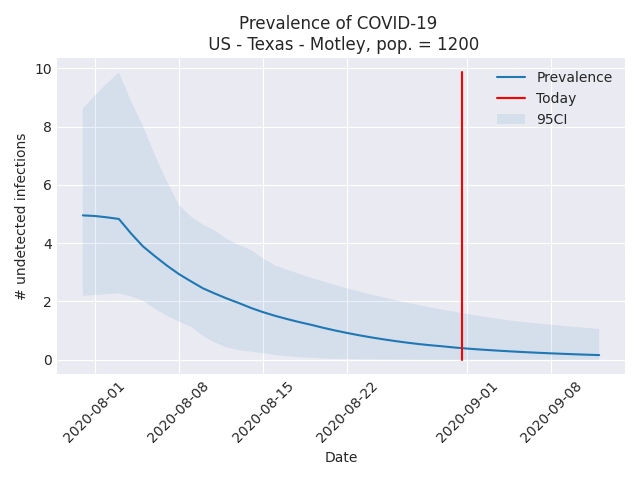 Prevalence of COVID-19
US - Texas - Motley, pop. = 1200
10
8
6
4
2
0
# undetected infections
Prevalence
Today
95CI
2020-08-01
2020-08-08
2020-08-15
2020-08-22
2020-09-01
2020-09-08
Date